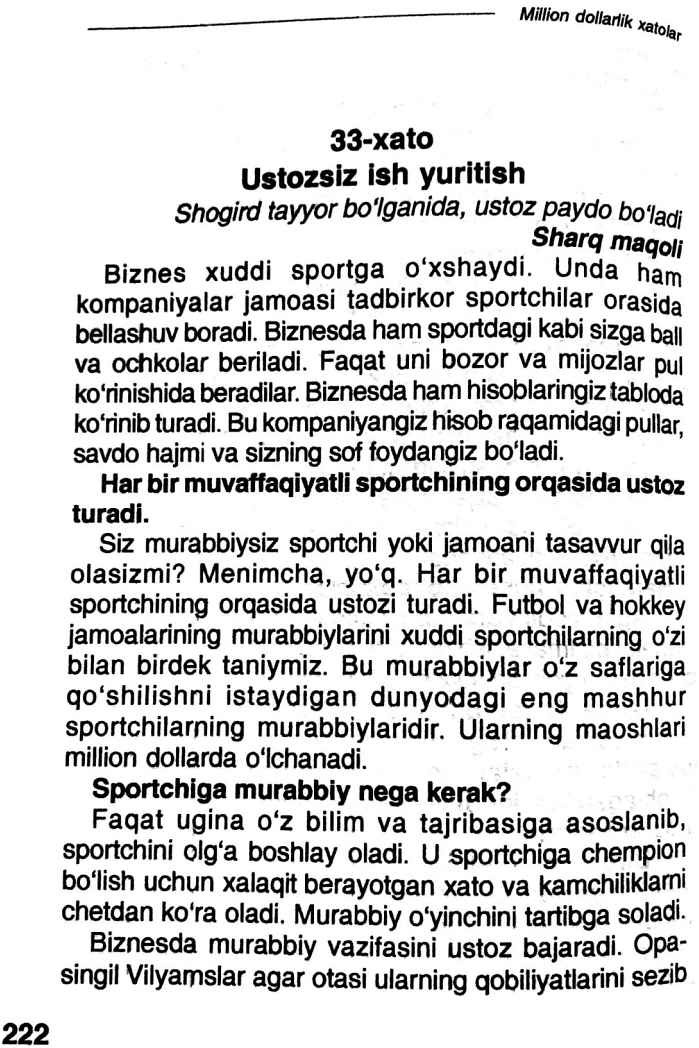 Million dollarlik xatolar
33-xato
Ustozsiz ish yuritish
Shogird tayyor bo‘lganida, ustoz paydo bo‘ladi
Sharq maqoli
Biznes xuddi sportga o‘xshaydi. Unda ham
kompaniyalar jamoasi tadbirkor sportchilar orasida
bellashuv boradi. Biznesda ham sportdagi kabi sizga ball
va ochkolar beriladi. Faqat uni bozor va mijozlar pul
ko‘rinishida beradilar. Biznesda ham hisoblaringiz tabloda
ko‘rinib turadi. Bu kompaniyangiz hisob raqamidagi pullar,
savdo hajmi va sizning sof foydangiz bo‘ladi.
Har bir muvaffaqiyatli sportchining orqasida ustoz
turadi.
Siz murabbiysiz sportchi yoki jamoani tasavvur qila
olasizmi? Menimcha, yo‘q. Har bir muvaffaqiyatli
sportchining orqasida ustozi turadi. Futbol va hokkey
jamoalarining murabbiylarini xuddi sportchilarning o‘zi
bilan birdek taniymiz. Bu murabbiylar o‘z saflariga
qo‘shilishni istaydigan dunyodagi eng mashhur
sportchilarning murabbiylaridir. Ularning maoshlari
million dollarda o‘lchanadi.
Sportchiga murabbiy nega kerak?
Faqat ugina o‘z bilim va tajribasiga asoslanib,
sportchini olg‘a boshlay oladi. U sportchiga chempion
bo‘lish uchun xalaqit berayotgan xato va kamchiliklarni
chetdan ko‘ra oladi. Murabbiy o‘yinchini tartibga soladi.
Biznesda murabbiy vazifasini ustoz bajaradi. Opa-
singil Vilyamslar agar otasi ularning qobiliyatlarini sezib
222